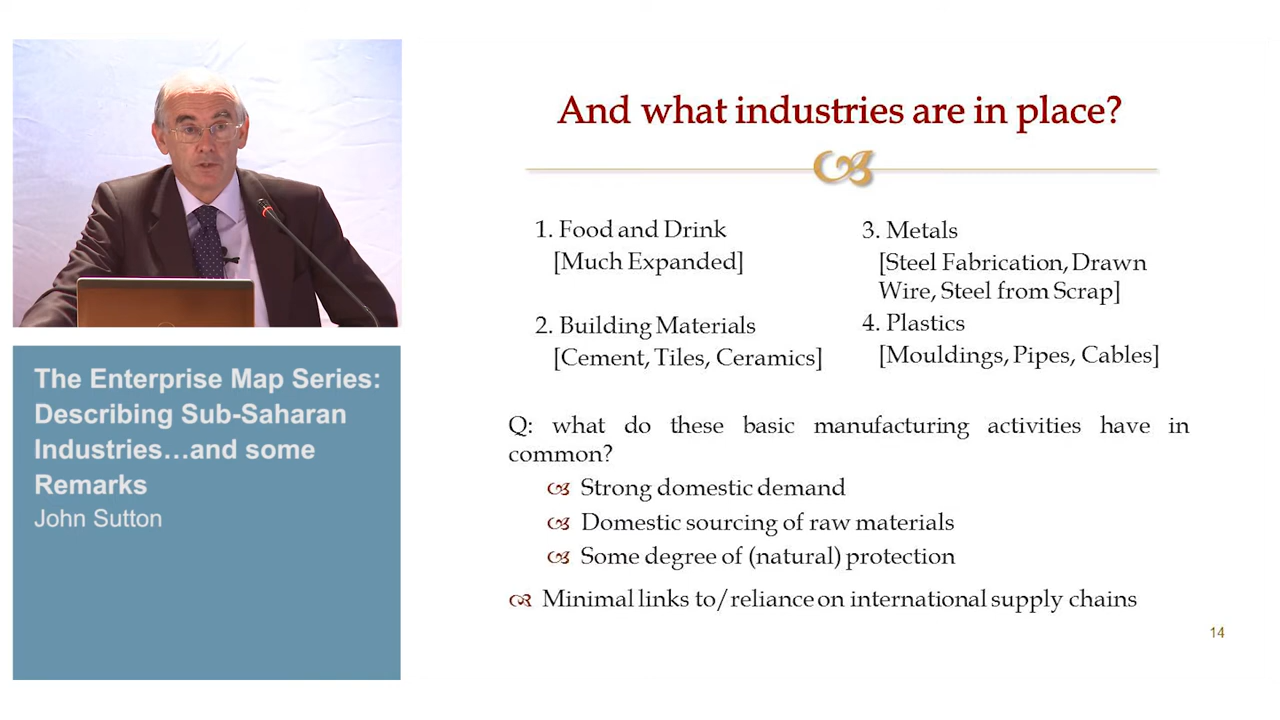 And what industries are in place?
1. Food and Drink
[Much Expanded]
2. Building Materials
[Cement, Tiles, Ceramics]
3. Metals
[Steel Fabrication, Drawn
Wire, Steel from Scrap]
4. Plastics
[Mouldings, Pipes, Cables]
Q: what do these basic manufacturing activities have in
common?
Strong domestic demand
Domestic sourcing of raw materials
Some degree of (natural) protection
Minimal links to/reliance on international supply chains
14
The Enterprise Map Series:
Describing Sub-Saharan
Industries…and some
Remarks
John Sutton